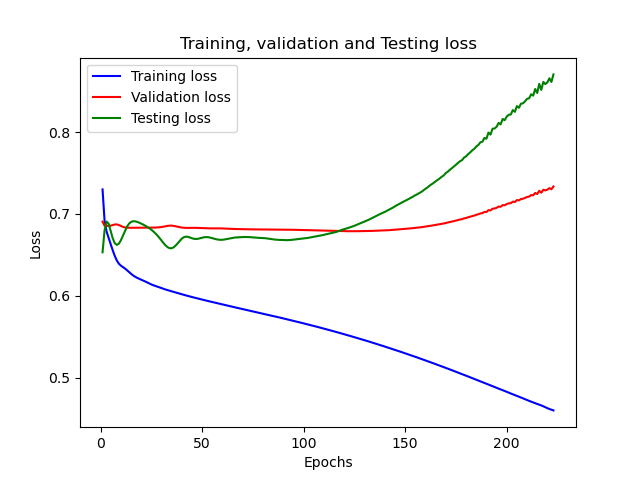 Training, validation and Testing loss
Training loss
Validation loss
Testing loss
0.8
0.7
0.6
0.5
Loss
0
50
100
150
200
Epochs